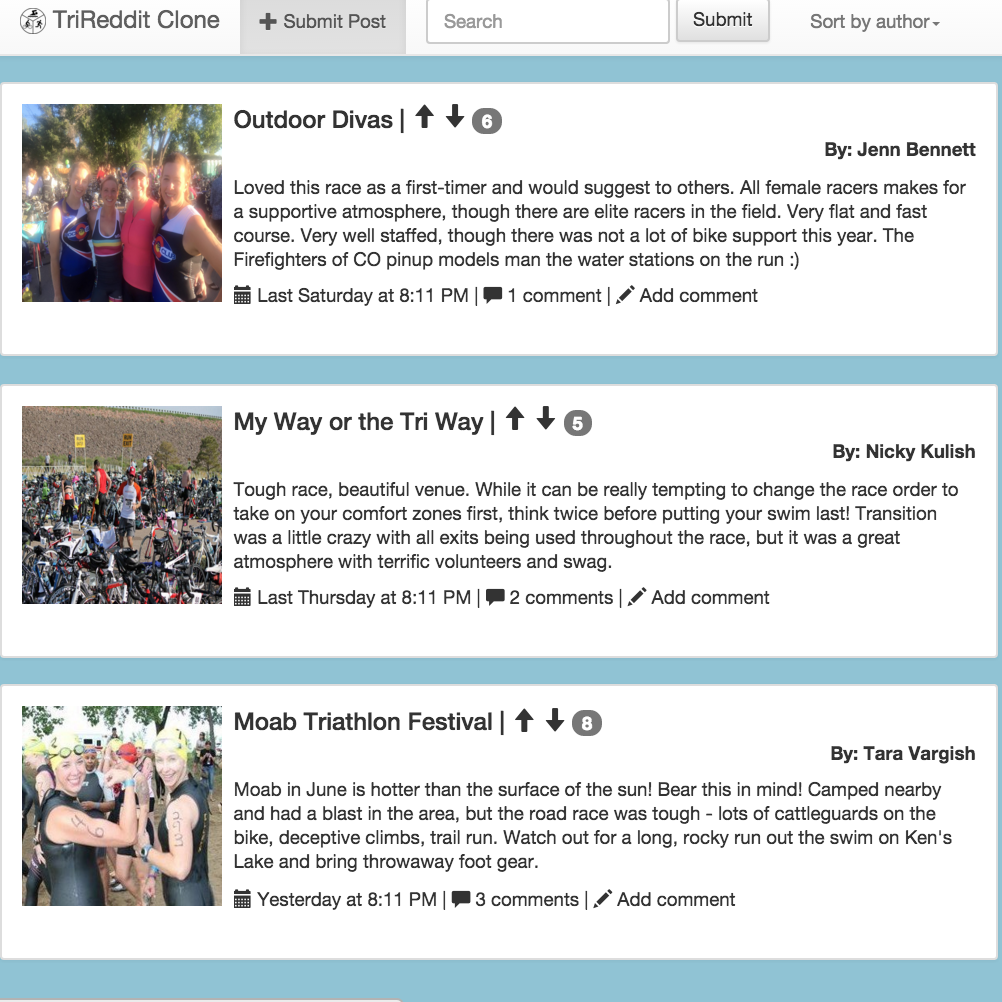 TriReddit Clone Submit Post Search Submit Sort by author
Outdoor Divas | 6
By: Jenn Bennett
Loved this race as a first-timer and would suggest to others. All female racers makes for
a supportive atmosphere, though there are elite racers in the field. Very flat and fast
course. Very well staffed, though there was not a lot of bike support this year. The
Firefighters of CO pinup models man the water stations on the run :)
Last Saturday at 8:11 PM | 1 comment | Add comment
My Way or the Tri Way | 5
By: Nicky Kulish
Tough race, beautiful venue. While it can be really tempting to change the race order to
take on your comfort zones first, think twice before putting your swim last! Transition
was a little crazy with all exits being used throughout the race, but it was a great
atmosphere with terrific volunteers and swag.
Last Thursday at 8:11 PM | 2 comments | Add comment
Moab Triathlon Festival | 8
By: Tara Vargish
Moab in June is hotter than the surface of the sun! Bear this in mind! Camped nearby
and had a blast in the area, but the road race was tough - lots of cattleguards on the
bike, deceptive climbs, trail run. Watch out for a long, rocky run out the swim on Ken's
Lake and bring throwaway foot gear.
Yesterday at 8:11 PM | 3 comments | Add comment